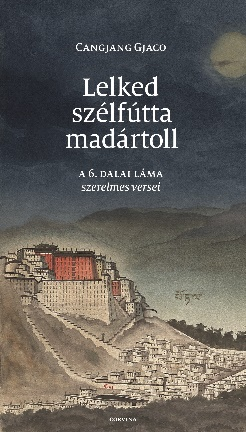 CANGJANG GJACO
Lelked
szélfútta
madártoll
A 6. DALAI LÁMA
szerelmes versei
CORVINA